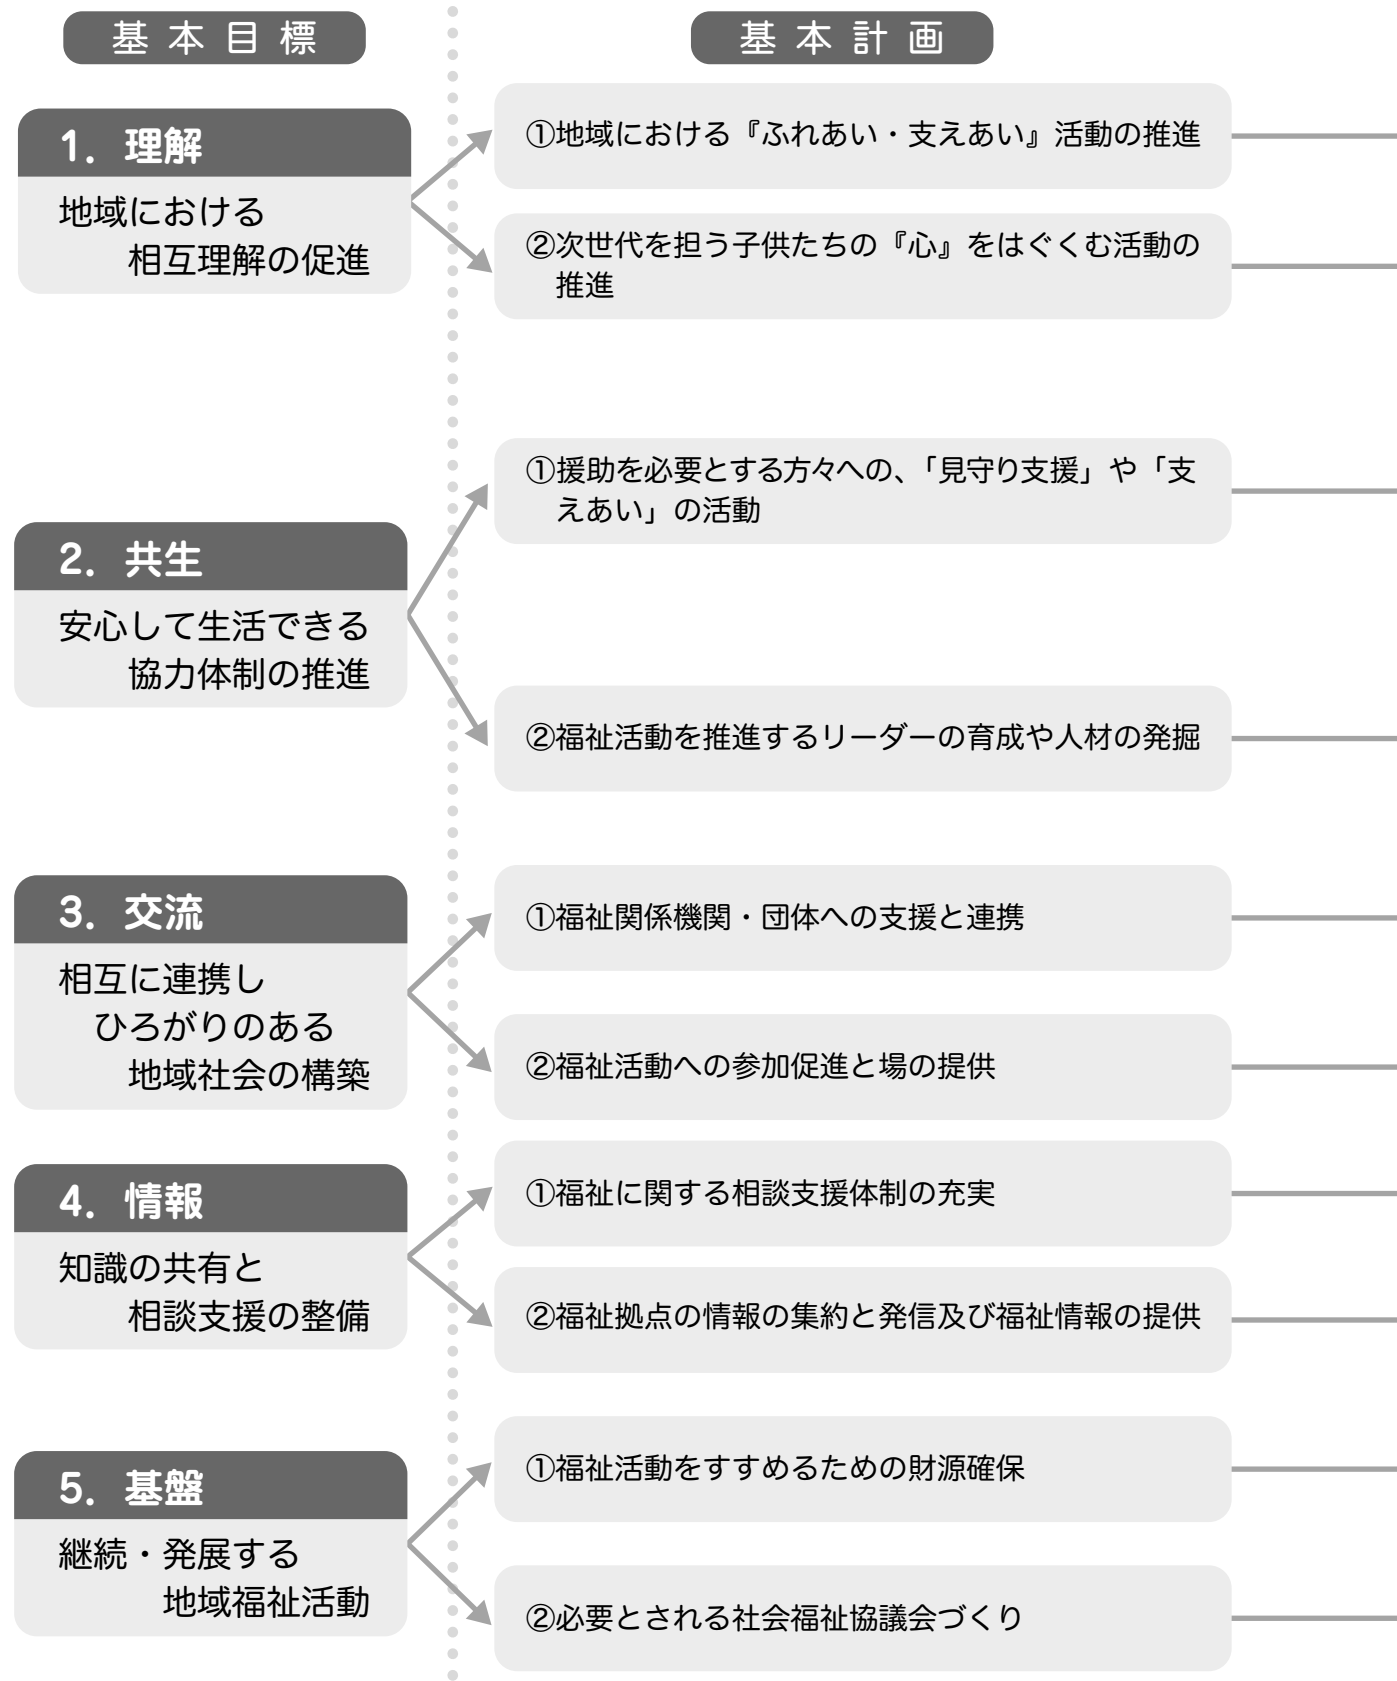 基本目標
基本計画
1. 理解
地域における
相互理解の促進
①地域における『ふれあい・支えあい』活動の推進
②次世代を担う子供たちの『心』をはぐくむ活動の
推進
2. 共生
安心して生活できる
協力体制の推進
①援助を必要とする方々への、「見守り支援」や「支
えあい」の活動
②福祉活動を推進するリーダーの育成や人材の発掘
3. 交流
相互に連携し
ひろがりのある
地域社会の構築
①福祉関係機関・団体への支援と連携
②福祉活動への参加促進と場の提供
4. 情報
知識の共有と
相談支援の整備
①福祉に関する相談支援体制の充実
②福祉拠点の情報の集約と発信及び福祉情報の提供
5. 基盤
継続・発展する
地域福祉活動
①福祉活動をすすめるための財源確保
②必要とされる社会福祉協議会づくり